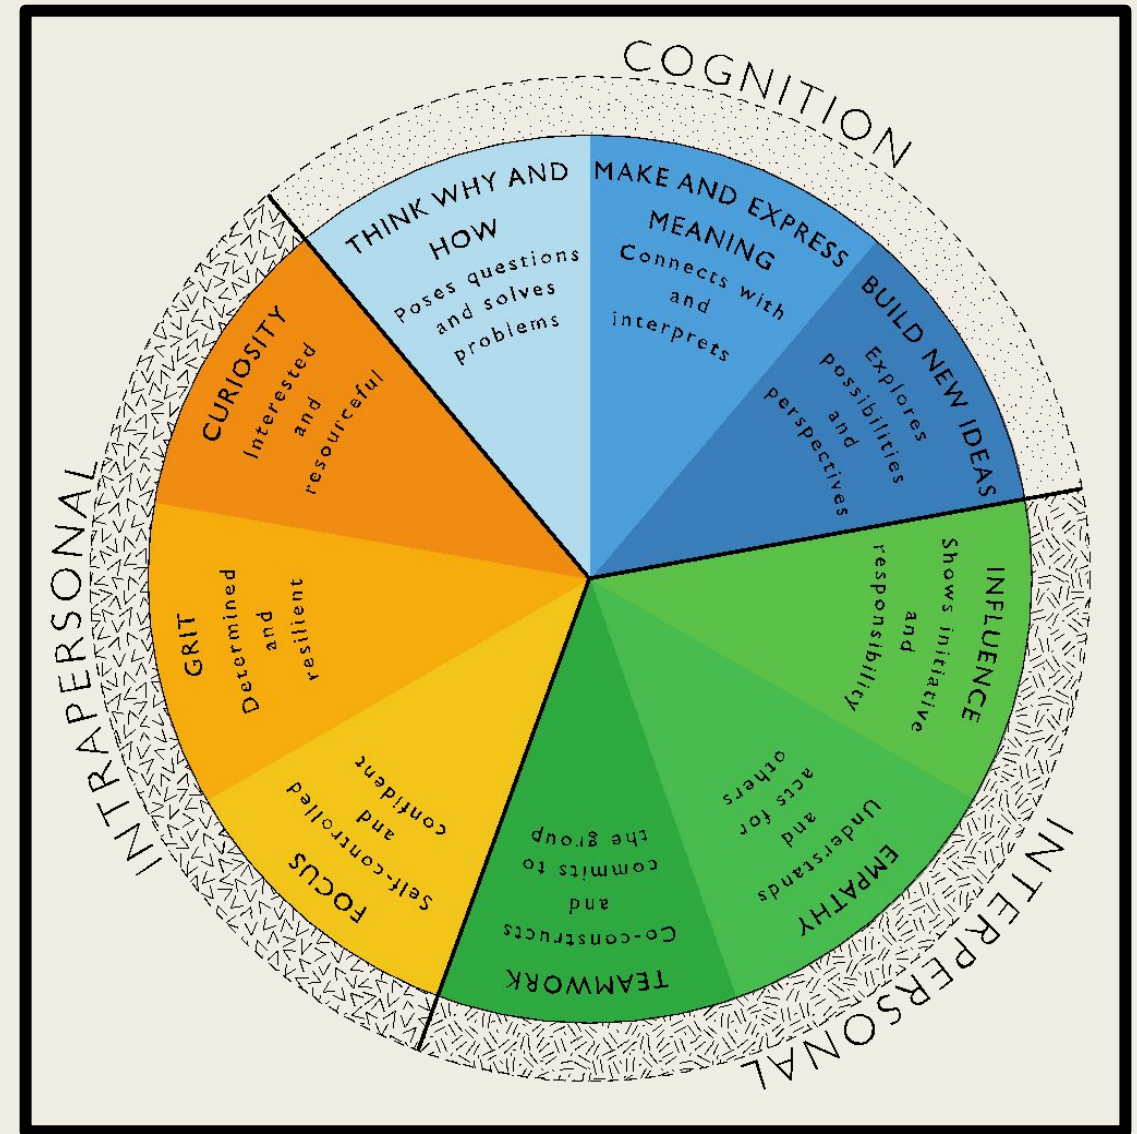 COGNITION
THINK WHY AND
HOW
Poses questions
and solves
problems
MAKE AND EXPRESS
MEANING
Connects with
and
interprets
BUILD NEW IDEAS
Explores
possibilities
and
perspectives
INTERPERSONAL
INFLUENCE
Shows initiative
and
responsibility
EMPATHY
Understands
and
acts for
others
TEAMWORK
Co-constructs
and
commits to
the group
INTRAPERSONAL
FOCUS
Self-controlled
and
confident
GRIT
Determined
and
resilient
CURIOSITY
Interested
and
resourceful